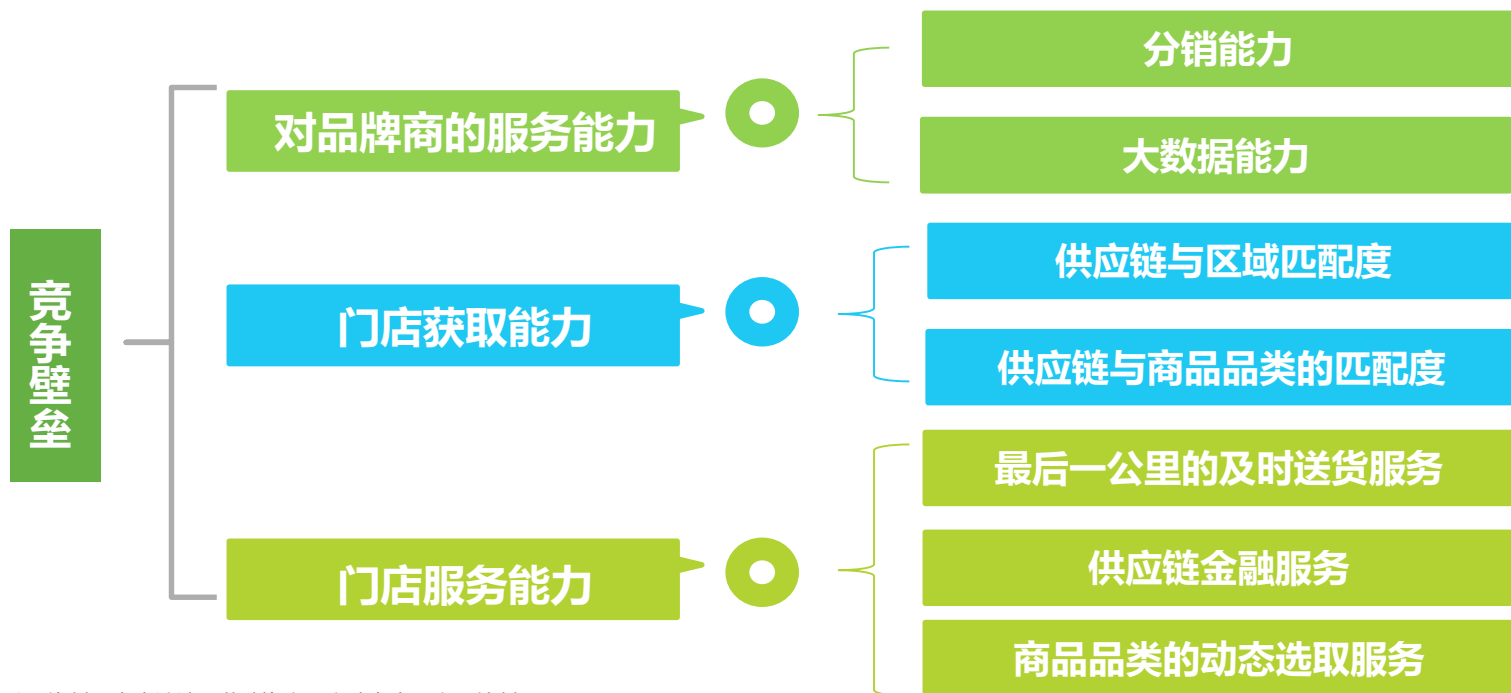 竞争壁垒
对品牌商的服务能力
分销能力
大数据能力
门店获取能力
供应链与区域匹配度
供应链与商品品类的匹配度
门店服务能力
最后一公里的及时送货服务
供应链金融服务
商品品类的动态选取服务